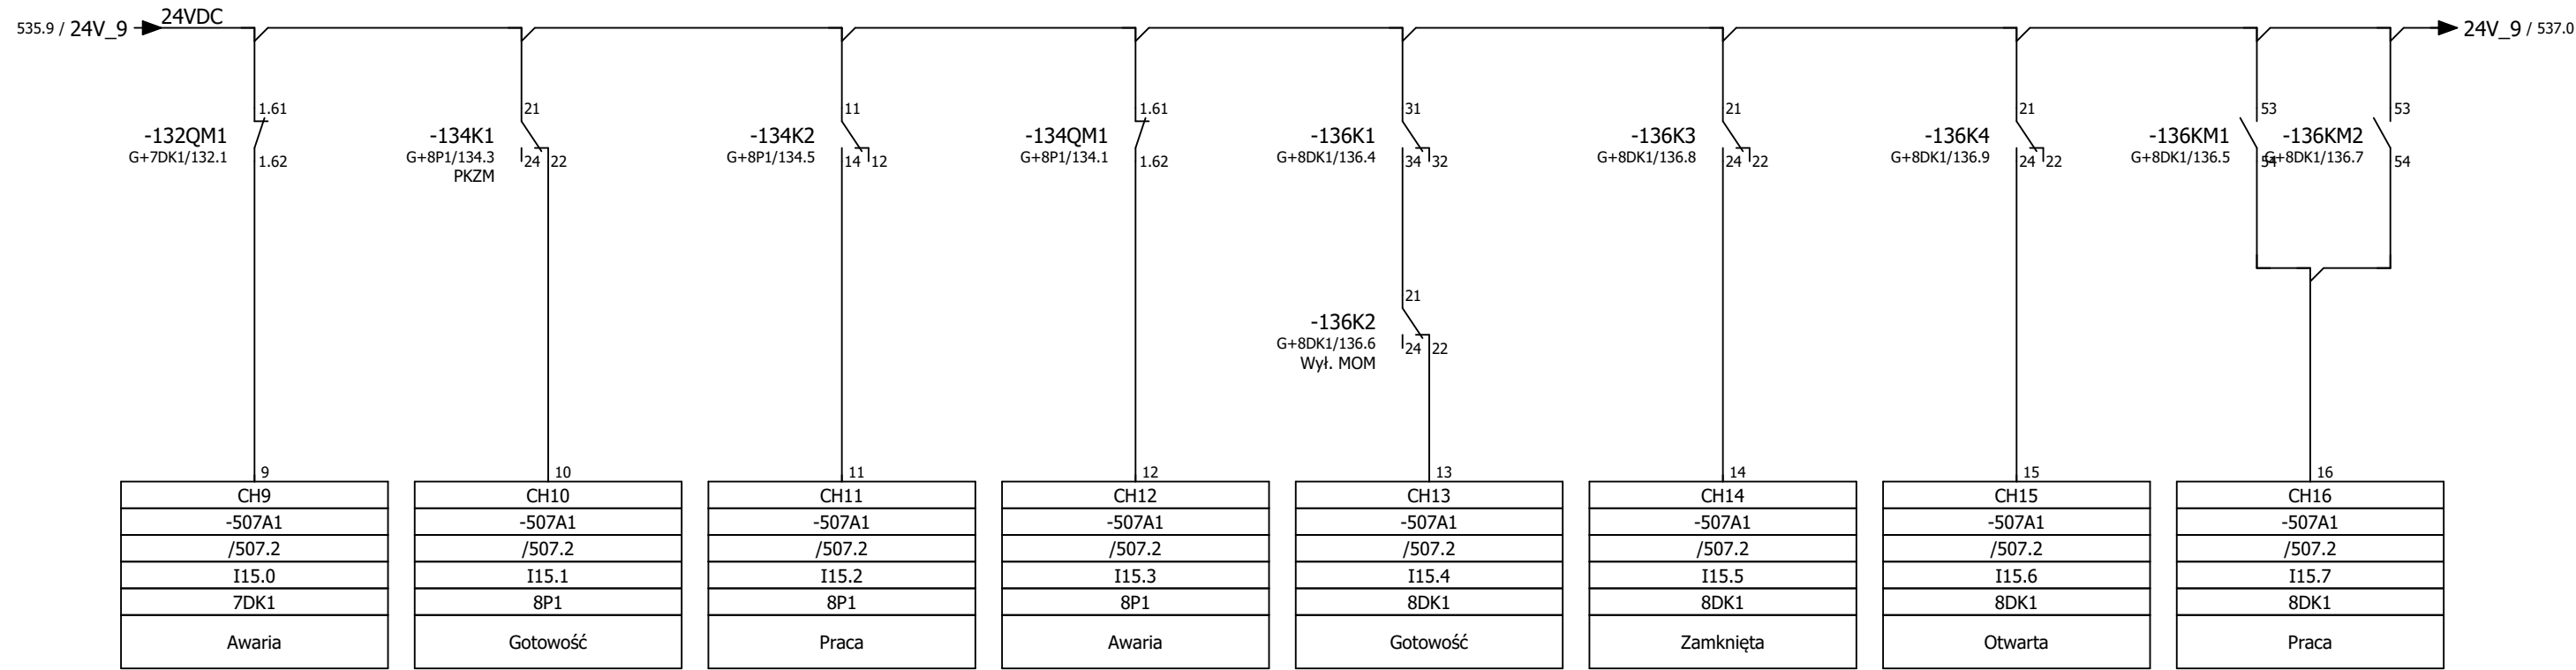 24VDC
535.9 / 24V_9
24V_9 / 537.0
1.61
-132QM1
G+7DK1/132.1
1.62
21
-134K1
G+8P1/134.3
24 22
PKZM
11
-134K2
G+8P1/134.5
14 12
1.61
-134QM1
G+8P1/134.1
1.62
31
-136K1
G+8DK1/136.4
34 32
21
-136K2
G+8DK1/136.6
24 22
Wył. MOM
21
-136K3
G+8DK1/136.8
24 22
21
-136K4
G+8DK1/136.9
24 22
53
-136KM1
G+8DK1/136.5
54
53
-136KM2
G+8DK1/136.7
54
9
CH9
-507A1
/507.2
I15.0
7DK1
Awaria
10
CH10
-507A1
/507.2
I15.1
8P1
Gotowość
11
CH11
-507A1
/507.2
I15.2
8P1
Praca
12
CH12
-507A1
/507.2
I15.3
8P1
Awaria
13
CH13
-507A1
/507.2
I15.4
8DK1
Gotowość
14
CH14
-507A1
/507.2
I15.5
8DK1
Zamknięta
15
CH15
-507A1
/507.2
I15.6
8DK1
Otwarta
16
CH16
-507A1
/507.2
I15.7
8DK1
Praca